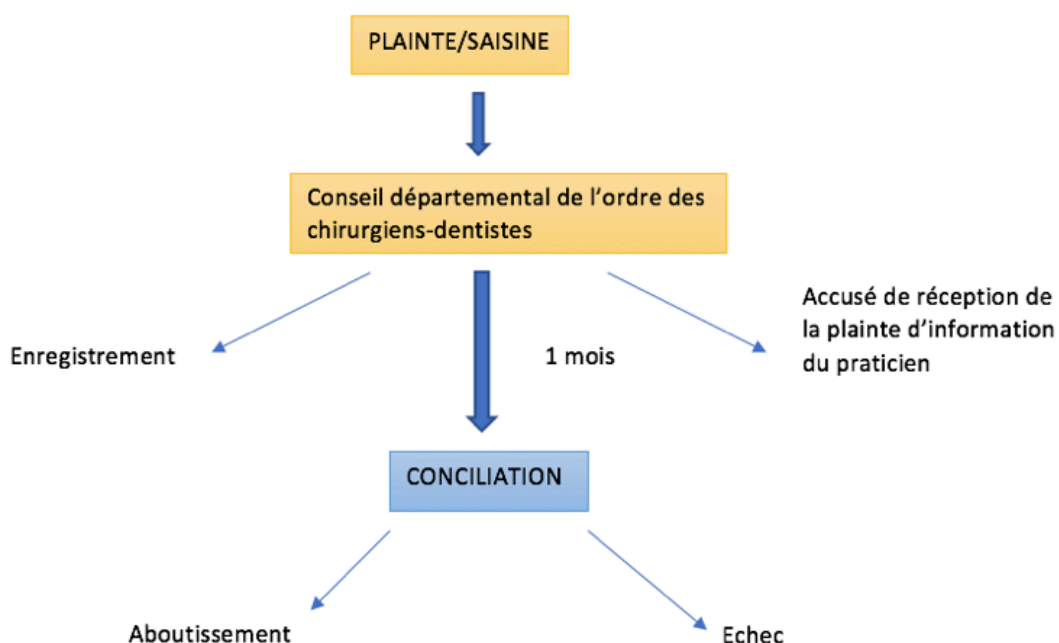 PLAINTE/SAISINE
Conseil départemental de l’ordre des
chirurgiens-dentistes
Enregistrement
1 mois
Accusé de réception de
la plainte d’information
du praticien
CONCILIATION
Aboutissement
Echec